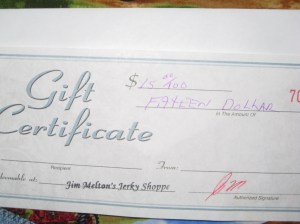 $ 15 00/100
Gift
Fifteen Dollar
In The Amount Of
70
Certificate
Recipient
From:
Redeemable at: Jim Melton's Jerky Shoppe
Authorized Signature